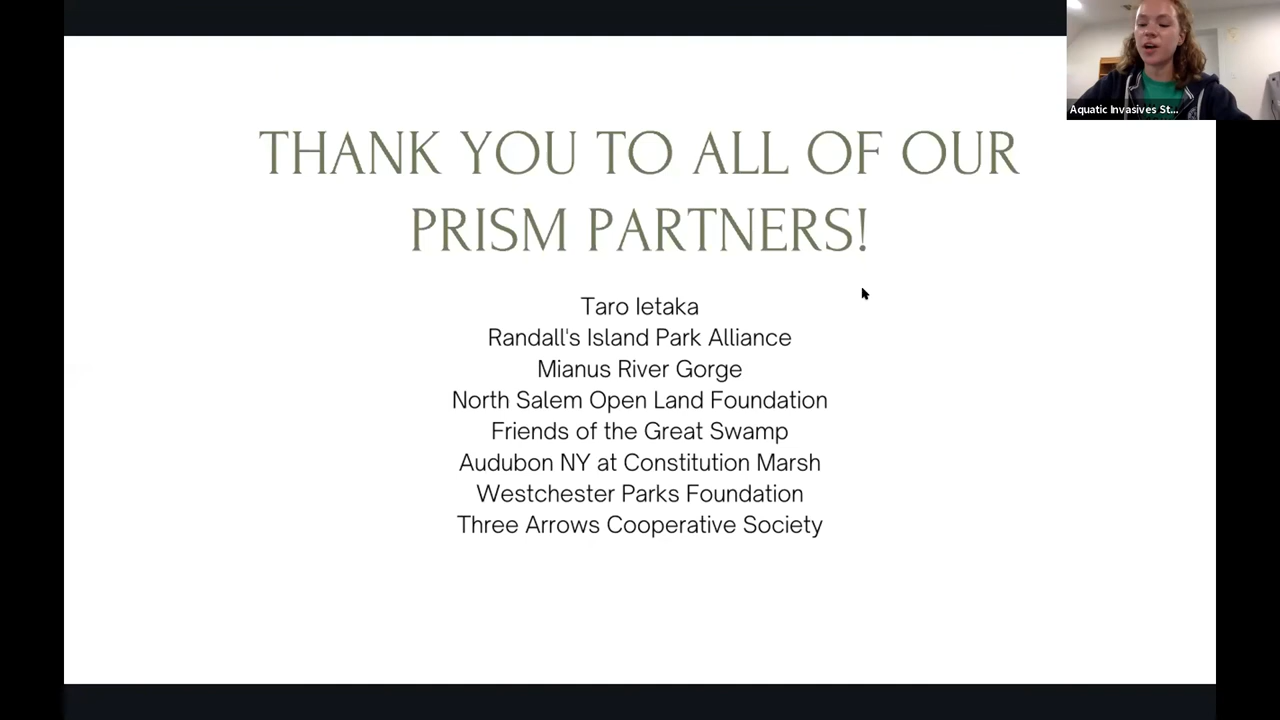 Aquatic Invasives St...
THANK YOU TO ALL OF OUR
PRISM PARTNERS!
Taro Ietaka
Randall's Island Park Alliance
Mianus River Gorge
North Salem Open Land Foundation
Friends of the Great Swamp
Audubon NY at Constitution Marsh
Westchester Parks Foundation
Three Arrows Cooperative Society